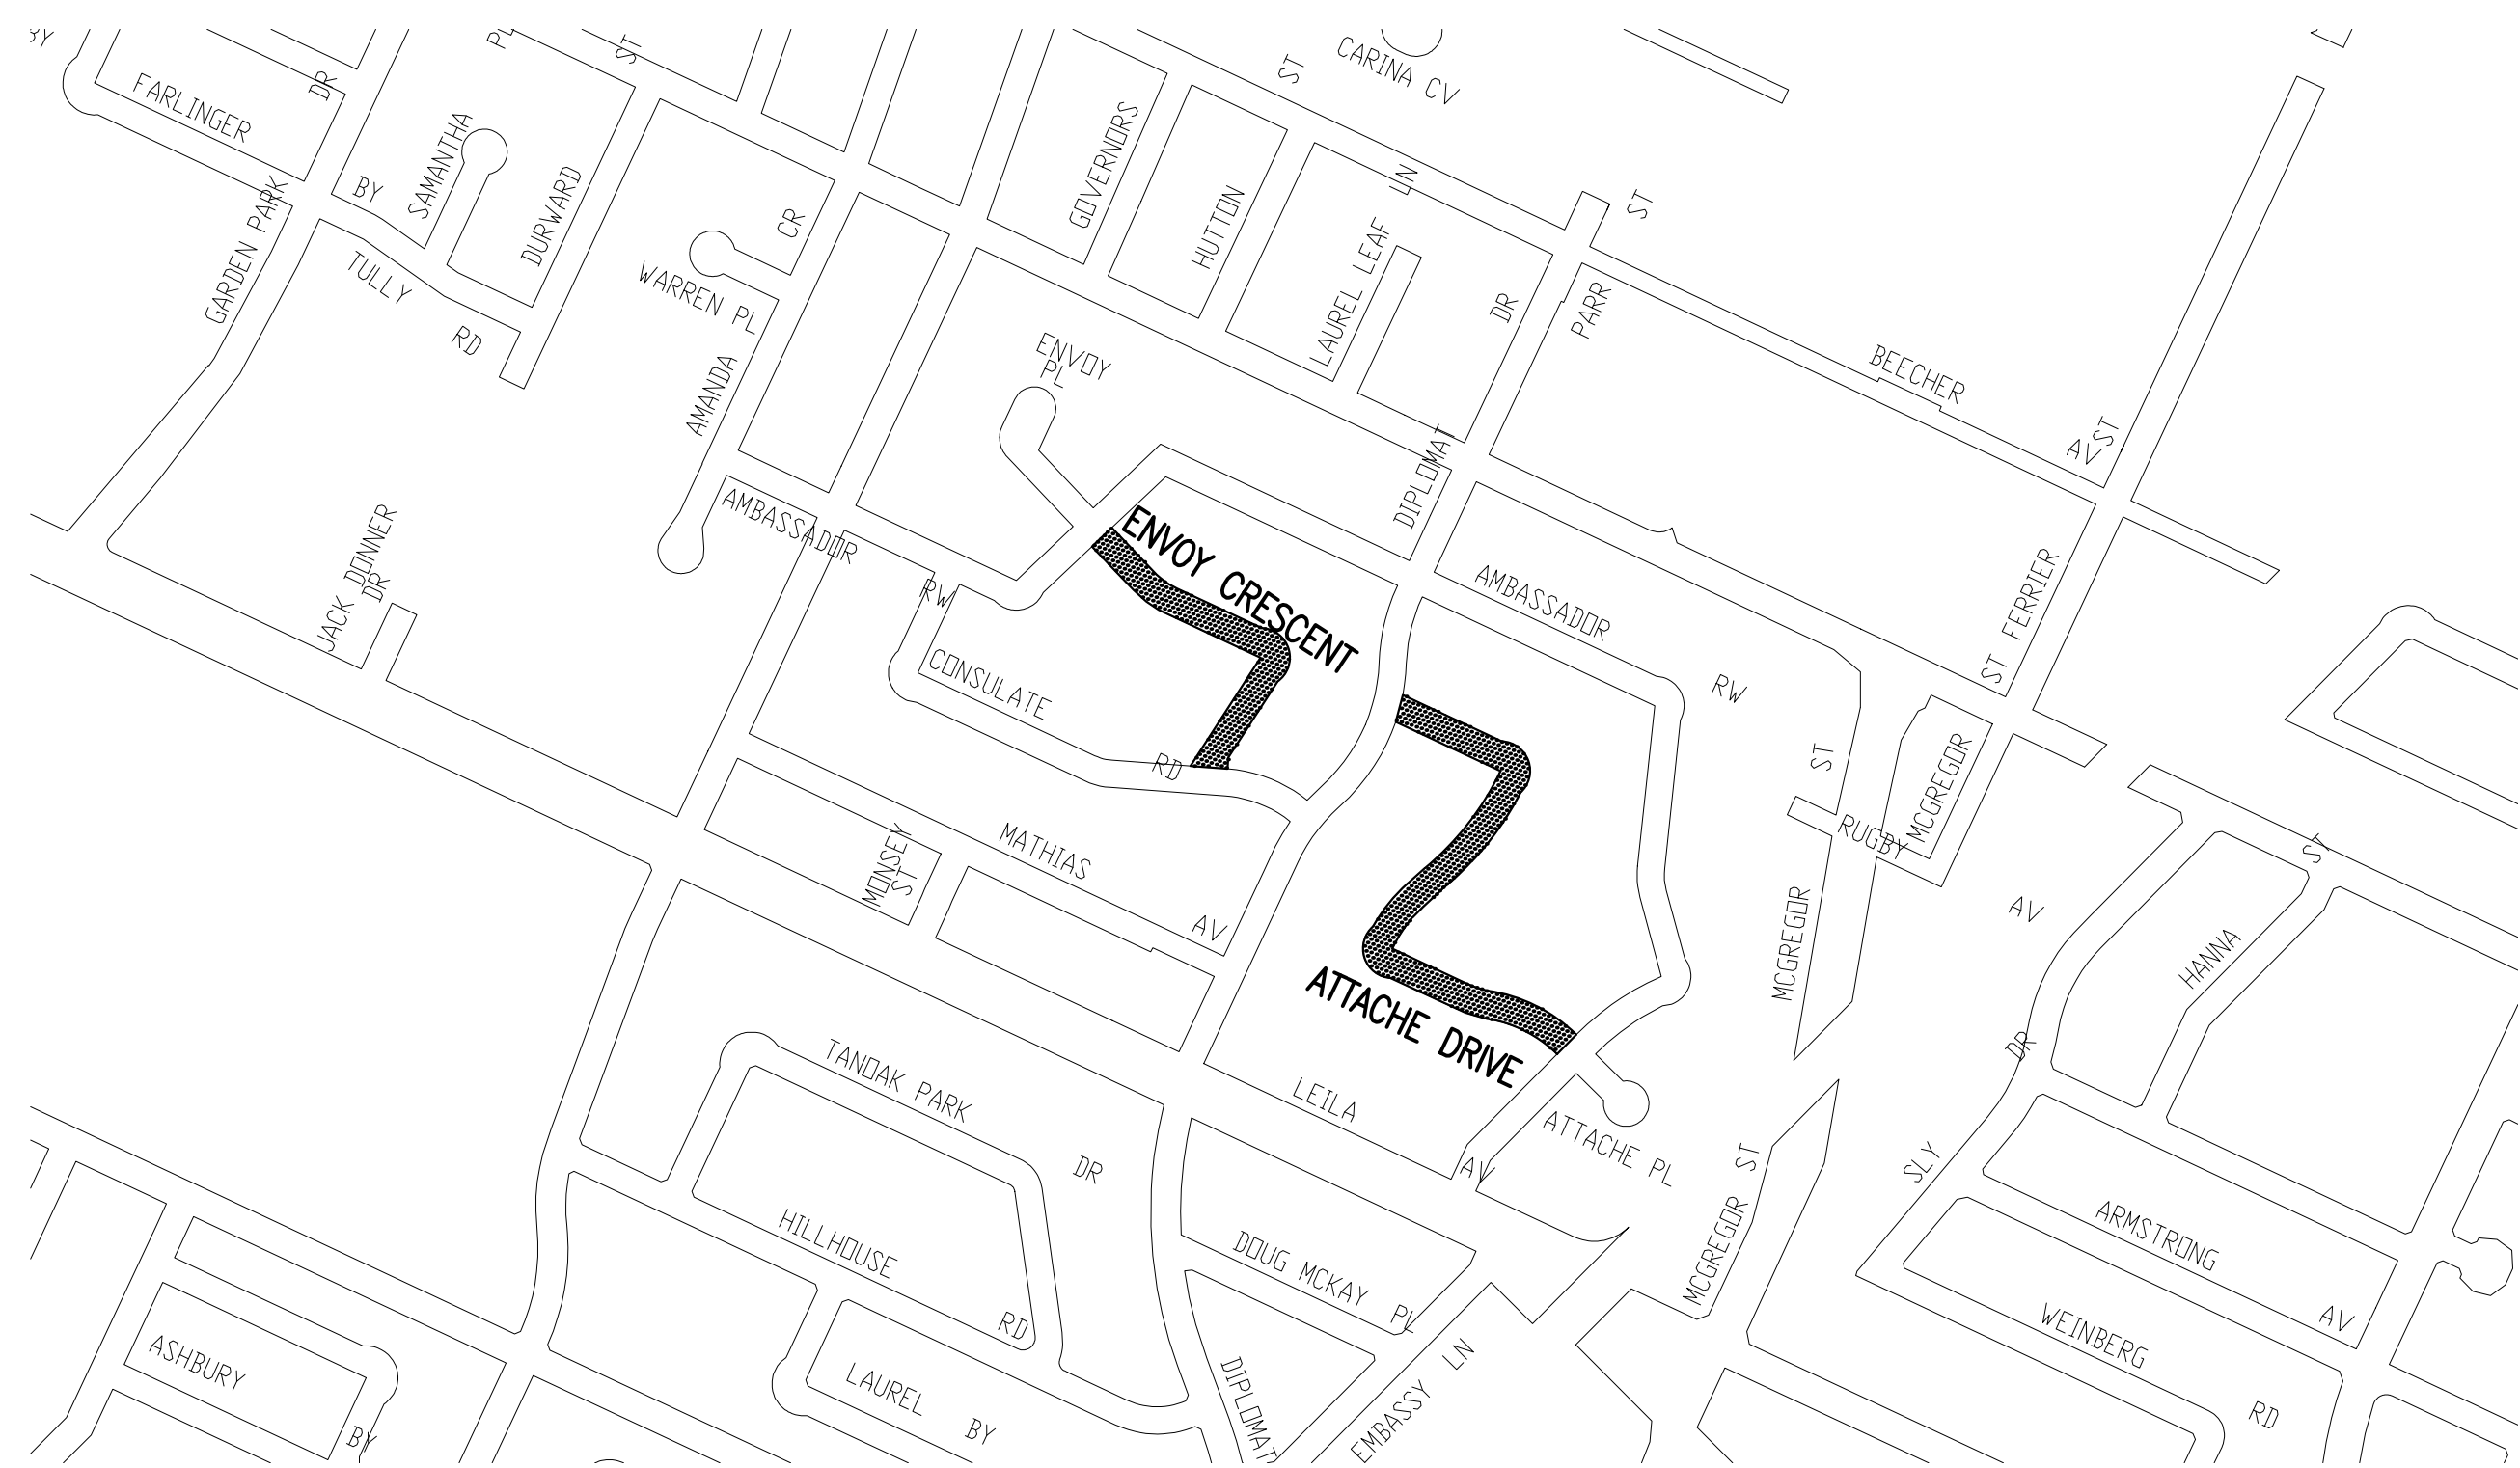 BY
PL
ST
CARINA CV
ST
DR
FARLINGER
SAMANTHA
GOVERNORS
BY
DURWARD
LN
ST
HUTTON
CR
GARDEN PARK
TULLY
WARREN PL
LAUREL LEAF
DR
PARR
RD
ENVOY
PL
BEECHER
AMANDA
AV
ST
DIPLOMAT
AMBASSADOR
ENVOY CRESCENT
JACK DONNER
DR
RW
AMBASSADOR
FERRIER
ST
CONSULATE
RW
RD
ST
MCGREGOR
RUGBY
MATHIAS
MONSEY
ST
ST
AV
AV
MCGREGOR
HANNA
ATTACHE DRIVE
TANOAK PARK
DR
LEILA
ATTACHE PL
DR
AV
ST
SLY
HILLHOUSE
DOUG MCKAY
PL
MCGREGOR
ARMSTRONG
AV
RD
WEINBERG
ASHBURY
BY
LAUREL
BY
DIPLOMAT
EMBASSY
LN
RD